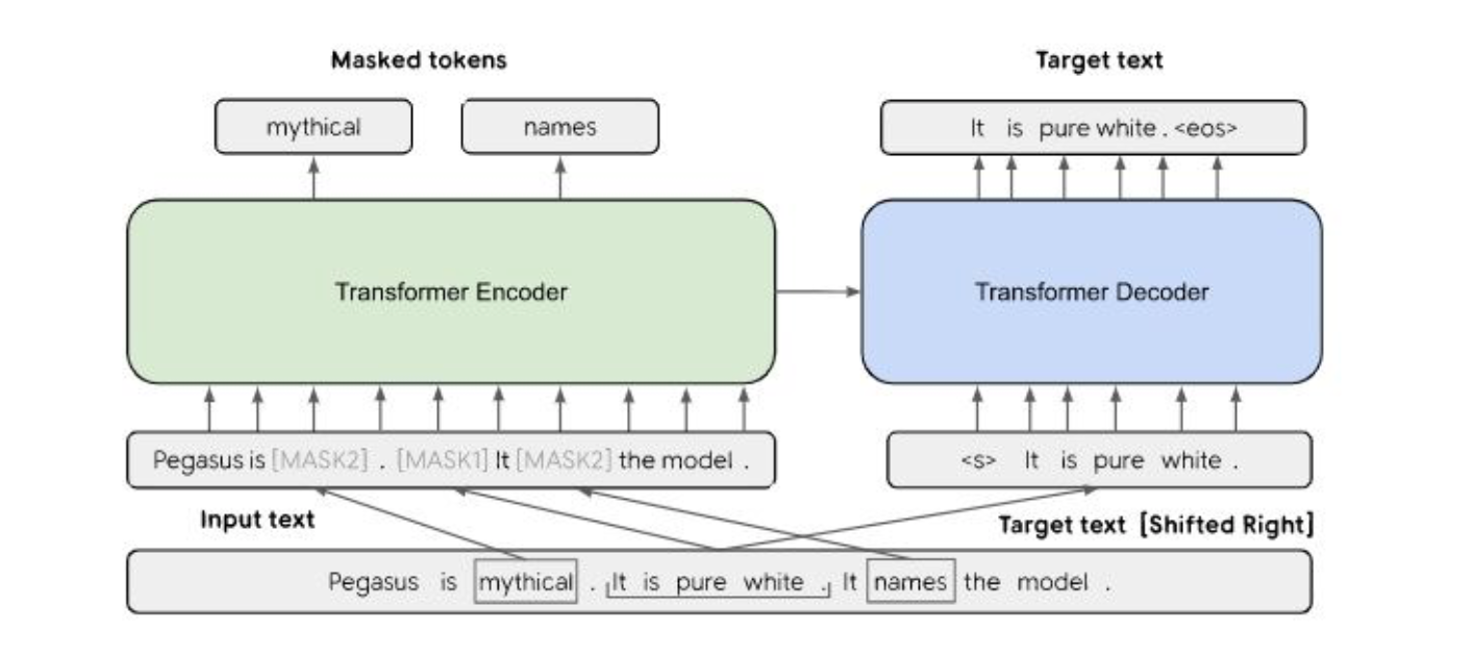 Masked tokens
Target text
mythical
names
It is pure white . <eos>
Transformer Encoder
Transformer Decoder
Pegasus is [MASK2] . [MASK1] It [MASK2] the model .
<s> It is pure white .
Input text
Target text [Shifted Right]
Pegasus is mythical . It is pure white . It names the model .